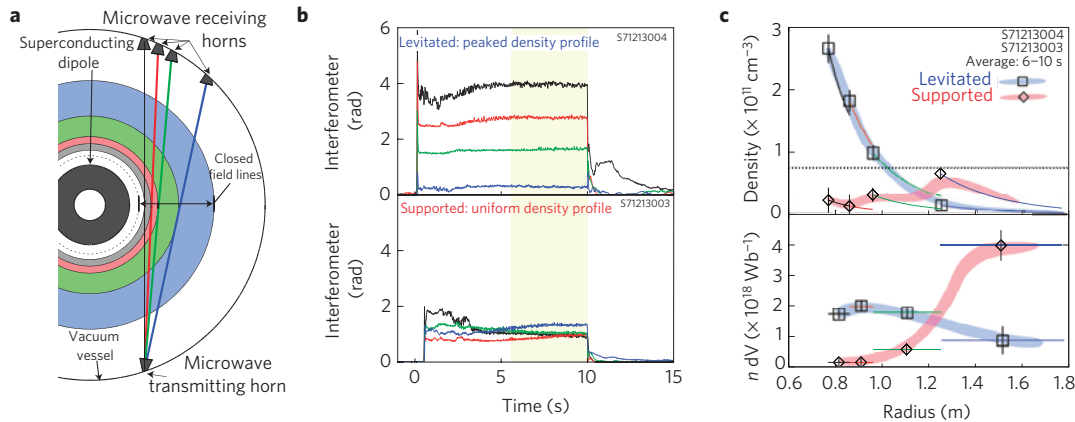 a
Microwave receiving
horns
Superconducting
dipole
Closed
field lines
Vacuum
vessel
Microwave
transmitting horn
b
6
4
2
0
Interferometer
(rad)
Levitated: peaked density profile
S71213004
6
4
2
0
Interferometer
(rad)
Supported: uniform density profile
S71213003
0
5
10
15
Time (s)
c
3
2
1
0
Density (× 10¹¹ cm⁻³)
S71213004
S71213003
Average: 6–10 s
Levitated
Supported
4
3
2
1
0
n dV (× 10¹⁸ Wb⁻¹)
0.6
0.8
1.0
1.2
1.4
1.6
1.8
Radius (m)